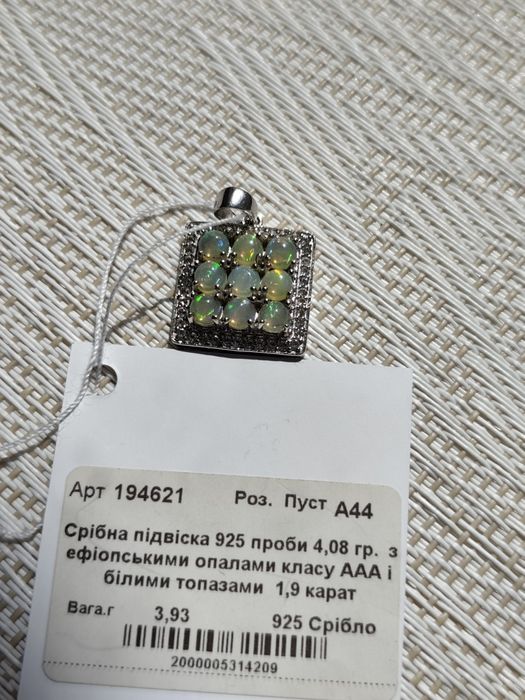 Арт 194621 Роз. Пуст А44
Срібна підвіска 925 проби 4,08 гр. з
ефіопськими опалами класу ААА і
білими топазами 1,9 карат
Вага.г 3,93 925 Срібло
2000005314209